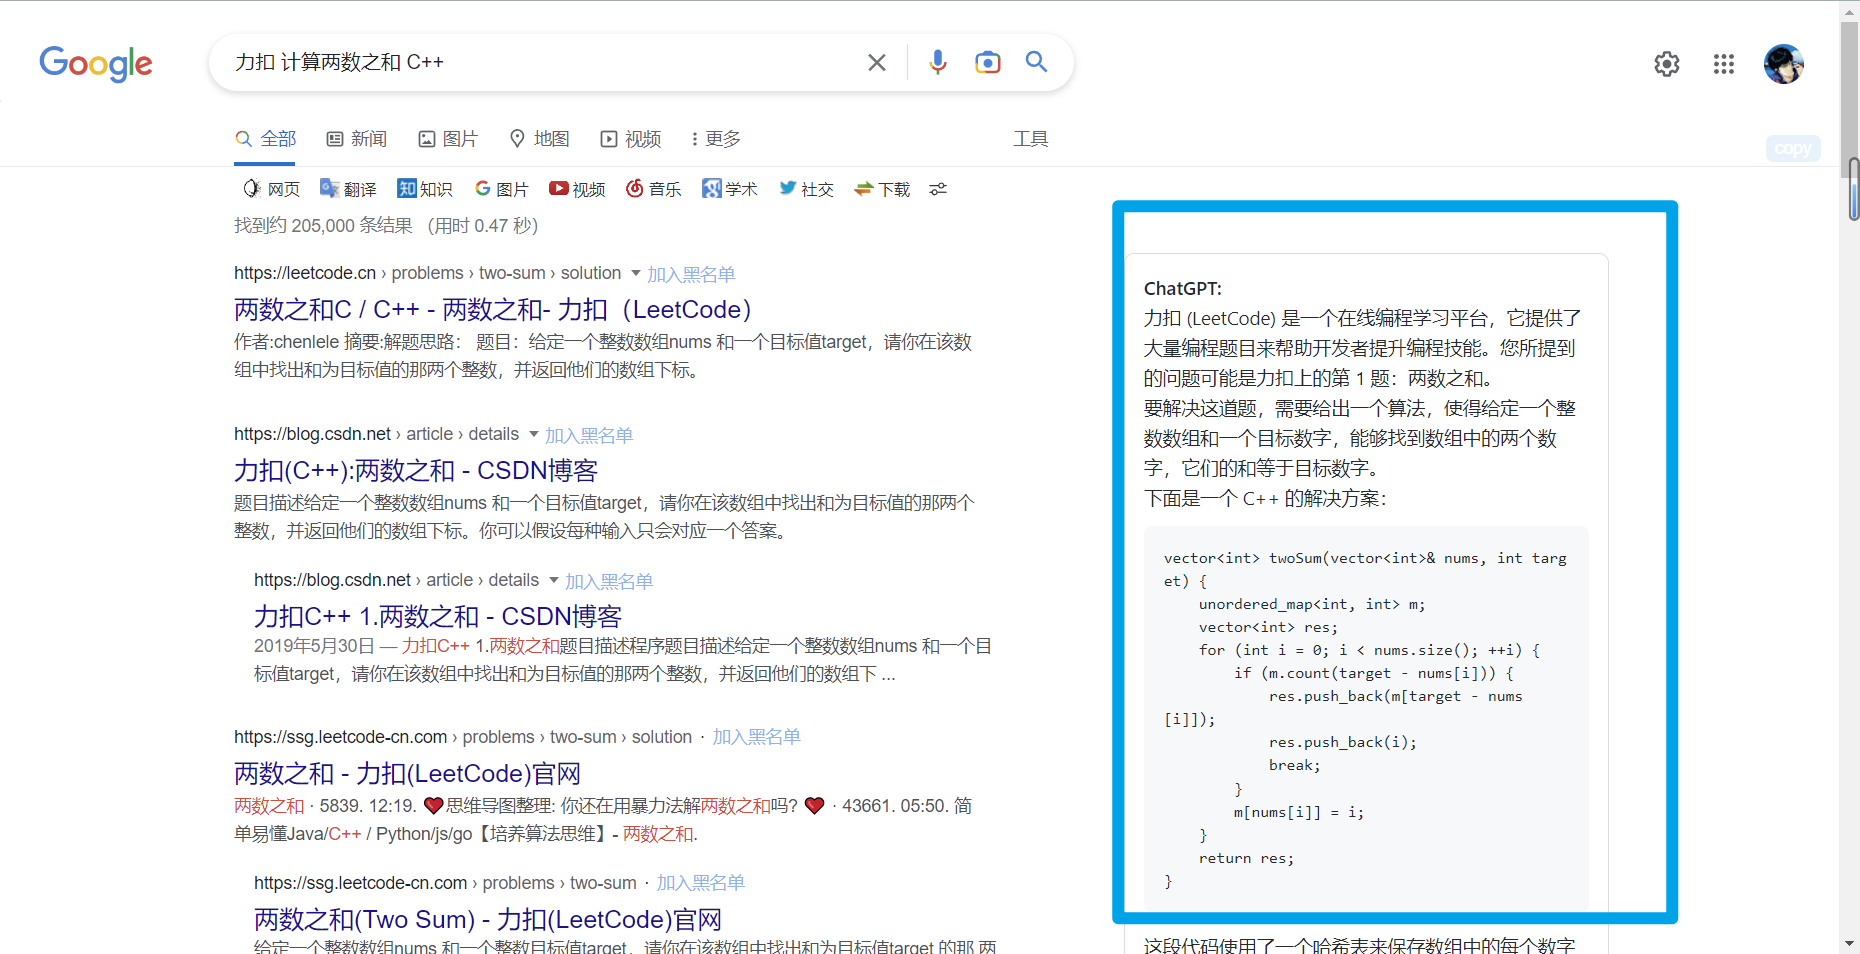 Google
力扣 计算两数之和 C++
全部 新闻 图片 地图 视频 更多 工具
copy
网页 翻译 知识 图片 视频 音乐 学术 社交 下载
找到约 205,000 条结果 （用时 0.47 秒）
https://leetcode.cn › problems › two-sum › solution 加入黑名单
两数之和C / C++ - 两数之和- 力扣（LeetCode）
作者:chenlele 摘要:解题思路： 题目：给定一个整数数组nums 和一个目标值target，请你在该数
组中找出和为目标值的那两个整数，并返回他们的数组下标。
https://blog.csdn.net › article › details 加入黑名单
力扣(C++):两数之和 - CSDN博客
题目描述给定一个整数数组nums 和一个目标值target，请你在该数组中找出和为目标值的那两个
整数，并返回他们的数组下标。你可以假设每种输入只会对应一个答案。
https://blog.csdn.net › article › details 加入黑名单
力扣C++ 1.两数之和 - CSDN博客
2019年5月30日 — 力扣C++ 1.两数之和题目描述程序题目描述给定一个整数数组nums 和一个目
标值target，请你在该数组中找出和为目标值的那两个整数，并返回他们的数组下 ...
https://ssg.leetcode-cn.com › problems › two-sum › solution · 加入黑名单
两数之和 - 力扣(LeetCode)官网
两数之和 · 5839. 12:19. ❤️思维导图整理: 你还在用暴力法解两数之和吗? ❤️ · 43661. 05:50. 简
单易懂Java/C++ / Python/js/go【培养算法思维】- 两数之和.
https://ssg.leetcode-cn.com › problems › two-sum · 加入黑名单
两数之和(Two Sum) - 力扣(LeetCode)官网
给定一个整数数组nums 和一个整数目标值target，请你在该数组中找出和为目标值target 的那 两
ChatGPT:
力扣 (LeetCode) 是一个在线编程学习平台，它提供了
大量编程题目来帮助开发者提升编程技能。您所提到
的问题可能是力扣上的第 1 题：两数之和。
要解决这道题，需要给出一个算法，使得给定一个整
数数组和一个目标数字，能够找到数组中的两个数
字，它们的和等于目标数字。
下面是一个 C++ 的解决方案：
vector<int> twoSum(vector<int>& nums, int targ
et) {
    unordered_map<int, int> m;
    vector<int> res;
    for (int i = 0; i < nums.size(); ++i) {
        if (m.count(target - nums[i])) {
            res.push_back(m[target - nums
[i]]);
            res.push_back(i);
            break;
        }
        m[nums[i]] = i;
    }
    return res;
}
这段代码使用了一个哈希表来保存数组中的每个数字